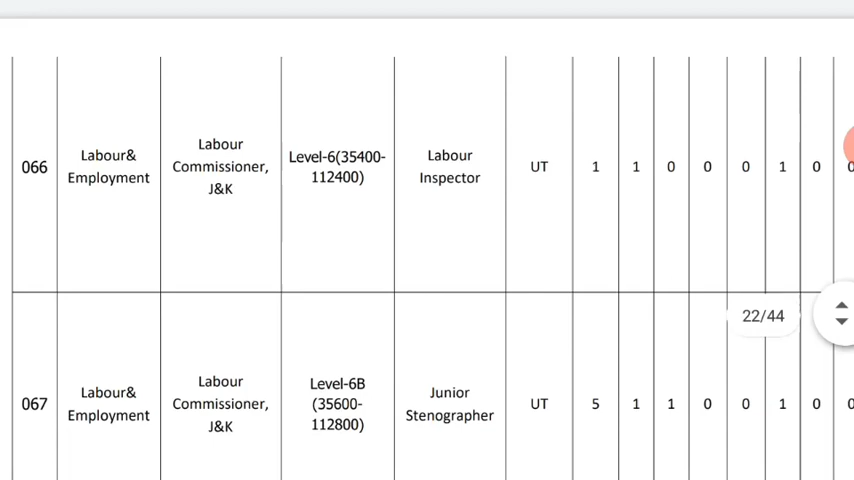 066 Labour& Employment Labour Commissioner, J&K Level-6(35400-112400) Labour Inspector UT 1 1 0 0 0 1 0
22/44
067 Labour& Employment Labour Commissioner, J&K Level-6B (35600-112800) Junior Stenographer UT 5 1 1 0 0 1 0